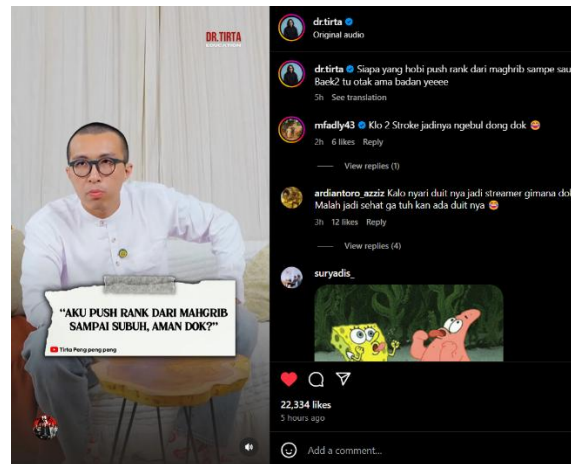 DR.TIRTA
"AKU PUSH RANK DARI MAHGRIB
SAMPAI SUBUH, AMAN DOK?"
Tirta Peng peng peng
dr.tirta
Original audio
dr.tirta Siapa yang hobi push rank dari maghrib sampe sau
Baek2 tu otak ama badan yeeee
5h See translation
mfadly43 Klo 2 Stroke jadinya ngebul dong dok 😅
2h 6 likes Reply
View replies (1)
ardiantoro_azziz Kalo nyari duit nya jadi streamer gimana dok
Malah jadi sehat ga tuh kan ada duit nya 😅
3h 12 likes Reply
View replies (4)
suryadis_
22,334 likes
5 hours ago
Add a comment...